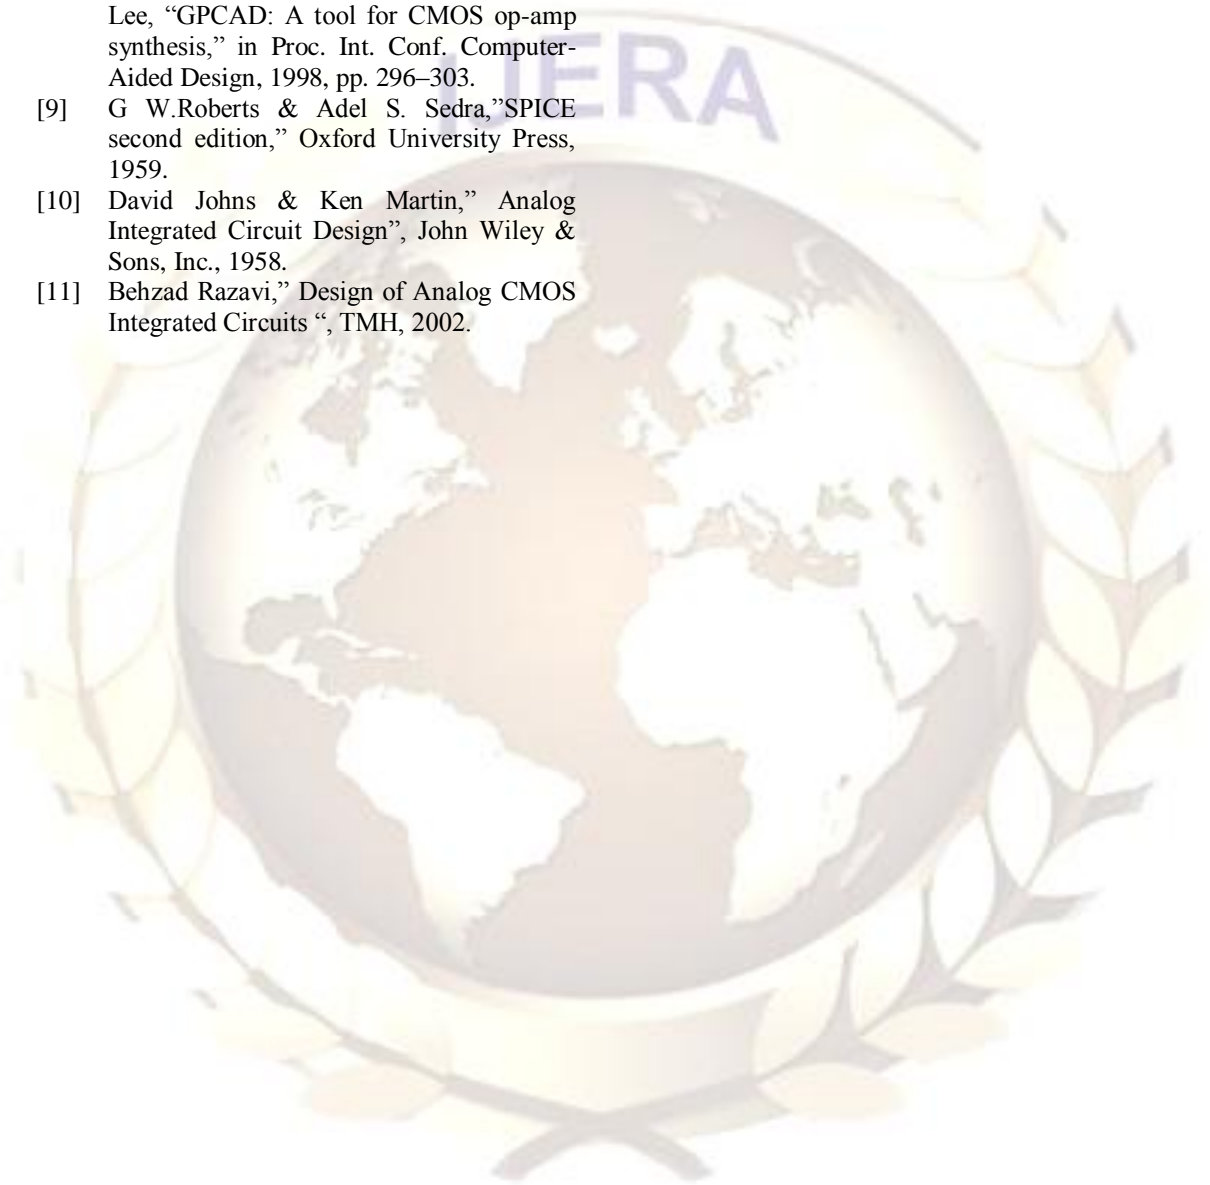 IJERA
Lee, “GPCAD: A tool for CMOS op-amp
synthesis,” in Proc. Int. Conf. Computer-
Aided Design, 1998, pp. 296–303.
[9] G W.Roberts & Adel S. Sedra,”SPICE
second edition,” Oxford University Press,
1959.
[10] David Johns & Ken Martin,” Analog
Integrated Circuit Design”, John Wiley &
Sons, Inc., 1958.
[11] Behzad Razavi,” Design of Analog CMOS
Integrated Circuits “, TMH, 2002.